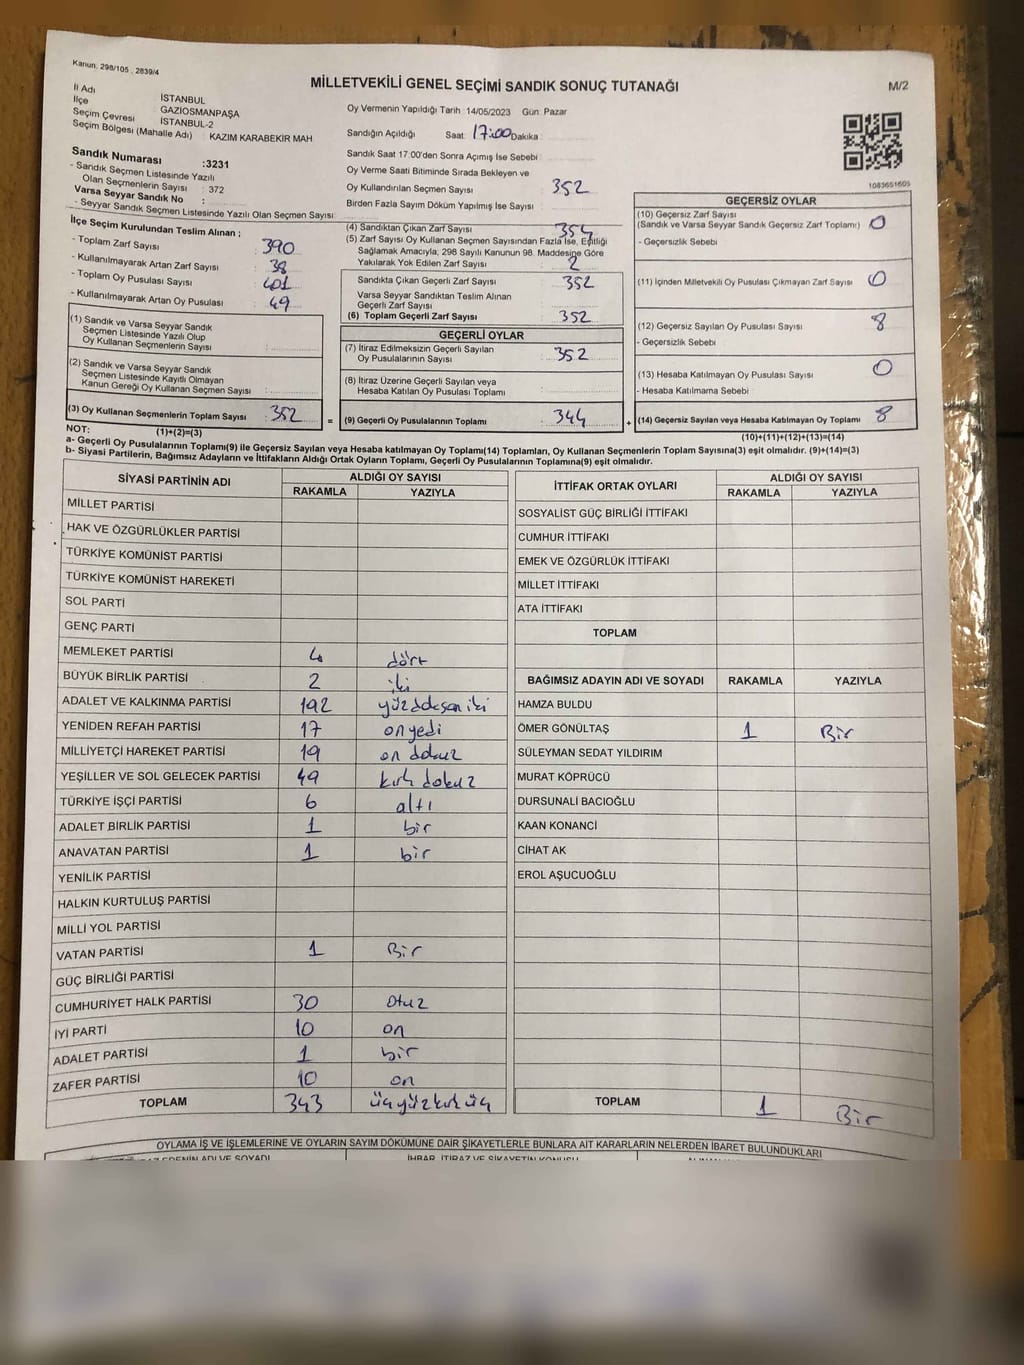 Kanun: 298/105 , 2839/4
MİLLETVEKİLİ GENEL SEÇİMİ SANDIK SONUÇ TUTANAĞI
M/2
İl Adı İSTANBUL
İlçe GAZİOSMANPAŞA
Seçim Çevresi İSTANBUL-2
Seçim Bölgesi (Mahalle Adı) : KAZIM KARABEKİR MAH
Sandık Numarası :3231
- Sandık Seçmen Listesinde Yazılı
Olan Seçmenlerin Sayısı : 372
Varsa Seyyar Sandık No :
- Seyyar Sandık Seçmen Listesinde Yazılı Olan Seçmen Sayısı :
Oy Vermenin Yapıldığı Tarih : 14/05/2023 Gün: Pazar
Sandığın Açıldığı Saat 17:00 Dakika
Sandık Saat 17:00'den Sonra Açımış İse Sebebi :
Oy Verme Saati Bitiminde Sırada Bekleyen ve
Oy Kullandırılan Seçmen Sayısı : 352
Birden Fazla Sayım Döküm Yapılmış İse Sayısı :
1083651605
İlçe Seçim Kurulundan Teslim Alınan ;
- Toplam Zarf Sayısı : 390
- Kullanılmayarak Artan Zarf Sayısı : 38
- Toplam Oy Pusulası Sayısı : 401
- Kullanılmayarak Artan Oy Pusulası : 49
(1) Sandık ve Varsa Seyyar Sandık
Seçmen Listesinde Yazılı Olup
Oy Kullanan Seçmenlerin Sayısı :
(2) Sandık ve Varsa Seyyar Sandık
Seçmen Listesinde Kayıtlı Olmayan
Kanun Gereği Oy Kullanan Seçmen Sayısı :
(3) Oy Kullanan Seçmenlerin Toplam Sayısı : 352 =
(4) Sandıktan Çıkan Zarf Sayısı : 354
(5) Zarf Sayısı Oy Kullanan Seçmen Sayısından Fazla İse, Eşitliği
Sağlamak Amacıyla; 298 Sayılı Kanunun 98. Maddesine Göre
Yakılarak Yok Edilen Zarf Sayısı : 2
Sandıkta Çıkan Geçerli Zarf Sayısı : 352
Varsa Seyyar Sandıktan Teslim Alınan
Geçerli Zarf Sayısı :
(6) Toplam Geçerli Zarf Sayısı : 352
GEÇERLİ OYLAR
(7) İtiraz Edilmeksizin Geçerli Sayılan
Oy Pusulalarının Sayısı : 352
(8) İtiraz Üzerine Geçerli Sayılan veya
Hesaba Katılan Oy Pusulası Toplamı :
(9) Geçerli Oy Pusulalarının Toplamı : 344 +
GEÇERSİZ OYLAR
(10) Geçersiz Zarf Sayısı
(Sandık ve Varsa Seyyar Sandık Geçersiz Zarf Toplamı) : 0
- Geçersizlik Sebebi
(11) İçinden Milletvekili Oy Pusulası Çıkmayan Zarf Sayısı : 0
(12) Geçersiz Sayılan Oy Pusulası Sayısı : 8
- Geçersizlik Sebebi
(13) Hesaba Katılmayan Oy Pusulası Sayısı : 0
- Hesaba Katılmama Sebebi
(14) Geçersiz Sayılan veya Hesaba Katılmayan Oy Toplamı : 8
NOT: (1)+(2)=(3)
(10)+(11)+(12)+(13)=(14)
a- Geçerli Oy Pusulalarının Toplamı(9) ile Geçersiz Sayılan veya Hesaba katılmayan Oy Toplamı(14) Toplamları, Oy Kullanan Seçmenlerin Toplam Sayısına(3) eşit olmalıdır. (9)+(14)=(3)
b- Siyasi Partilerin, Bağımsız Adayların ve İttifakların Aldığı Ortak Oyların Toplamı, Geçerli Oy Pusulalarının Toplamına(9) eşit olmalıdır.
SİYASİ PARTİNİN ADI ALDIĞI OY SAYISI
RAKAMLA YAZIYLA
MİLLET PARTİSİ
HAK VE ÖZGÜRLÜKLER PARTİSİ
TÜRKİYE KOMÜNİST PARTİSİ
TÜRKİYE KOMÜNİST HAREKETİ
SOL PARTİ
GENÇ PARTİ
MEMLEKET PARTİSİ 4 dört
BÜYÜK BİRLİK PARTİSİ 2 iki
ADALET VE KALKINMA PARTİSİ 192 yüzdoksaniki
YENİDEN REFAH PARTİSİ 17 onyedi
MİLLİYETÇİ HAREKET PARTİSİ 19 on dokuz
YEŞİLLER VE SOL GELECEK PARTİSİ 49 kırk dokuz
TÜRKİYE İŞÇİ PARTİSİ 6 altı
ADALET BİRLİK PARTİSİ 1 bir
ANAVATAN PARTİSİ 1 bir
YENİLİK PARTİSİ
HALKIN KURTULUŞ PARTİSİ
MİLLİ YOL PARTİSİ
VATAN PARTİSİ 1 Bir
GÜÇ BİRLİĞİ PARTİSİ
CUMHURİYET HALK PARTİSİ 30 Otuz
İYİ PARTİ 10 on
ADALET PARTİSİ 1 bir
ZAFER PARTİSİ 10 on
TOPLAM 343 üçyüzkırküç
İTTİFAK ORTAK OYLARI ALDIĞI OY SAYISI
RAKAMLA YAZIYLA
SOSYALİST GÜÇ BİRLİĞİ İTTİFAKI
CUMHUR İTTİFAKI
EMEK VE ÖZGÜRLÜK İTTİFAKI
MİLLET İTTİFAKI
ATA İTTİFAKI
TOPLAM
BAĞIMSIZ ADAYIN ADI VE SOYADI RAKAMLA YAZIYLA
HAMZA BULDU
ÖMER GÖNÜLTAŞ 1 Bir
SÜLEYMAN SEDAT YILDIRIM
MURAT KÖPRÜCÜ
DURSUNALİ BACIOĞLU
KAAN KONANCİ
CİHAT AK
EROL AŞUCUOĞLU
TOPLAM 1 Bir
OYLAMA İŞ VE İŞLEMLERİNE VE OYLARIN SAYIM DÖKÜMÜNE DAİR ŞİKAYETLERLE BUNLARA AİT KARARLARIN NELERDEN İBARET BULUNDUKLARI